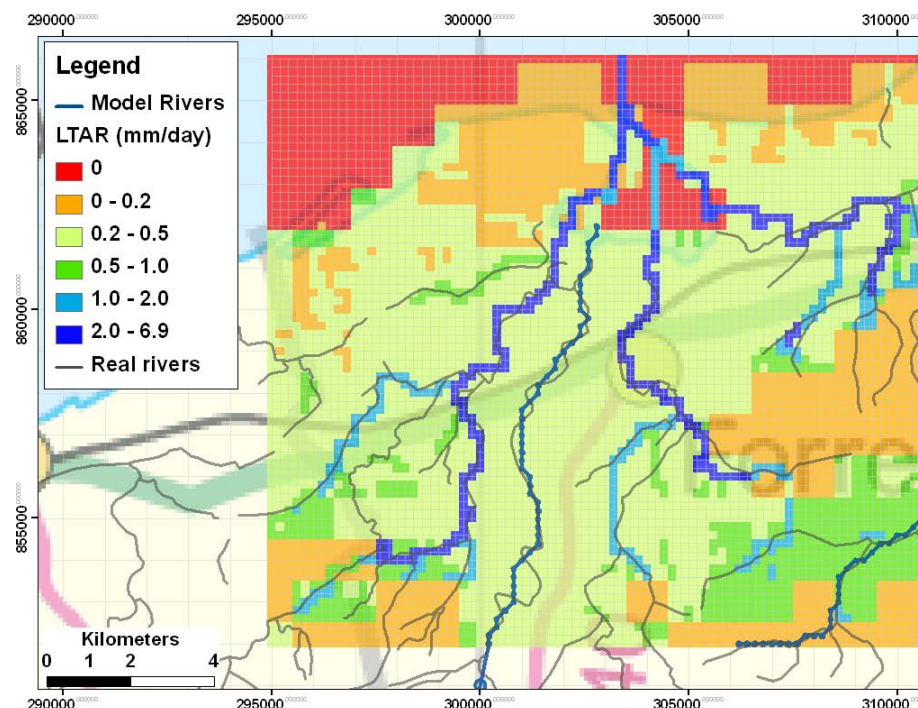 290000 295000 300000 305000 310000
Legend
Model Rivers
LTAR (mm/day)
0
0 - 0.2
0.2 - 0.5
0.5 - 1.0
1.0 - 2.0
2.0 - 6.9
Real rivers
865000
860000
855000
Torre
Kilometers
0 1 2 4
290000 295000 300000 305000 310000